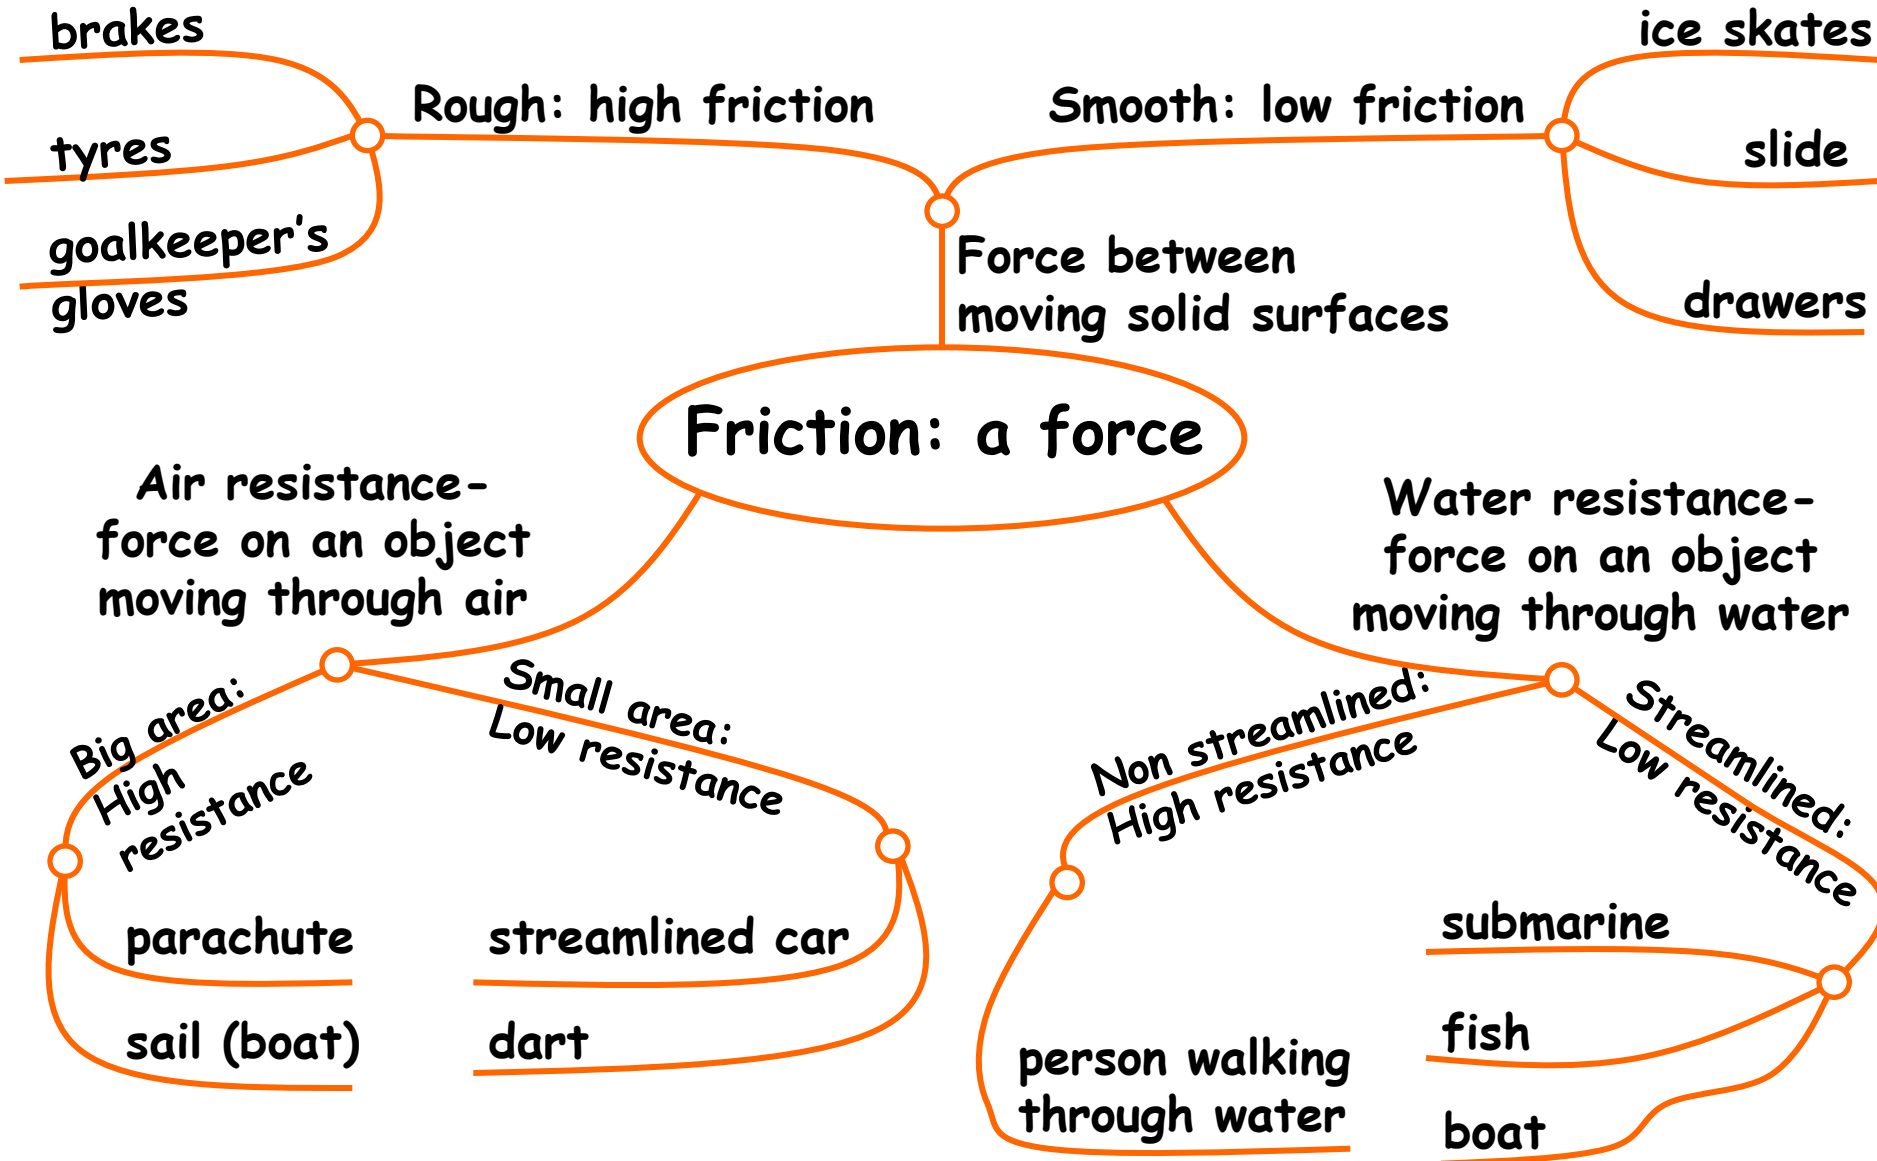 brakes
tyres
goalkeeper's
gloves
Rough: high friction
Smooth: low friction
ice skates
slide
drawers
Force between
moving solid surfaces
Friction: a force
Air resistance-
force on an object
moving through air
Big area:
High
resistance
Small area:
Low resistance
parachute
sail (boat)
streamlined car
dart
Water resistance-
force on an object
moving through water
Non streamlined:
High resistance
Streamlined:
Low resistance
person walking
through water
submarine
fish
boat